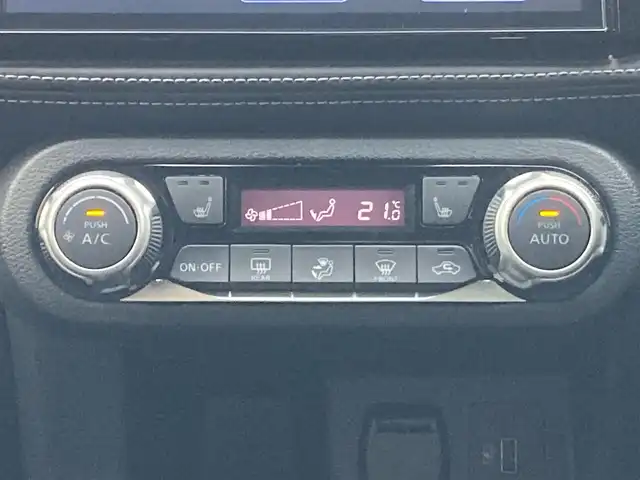 PUSH
A/C
21.0°C
PUSH
AUTO
ON·OFF
REAR
FRONT